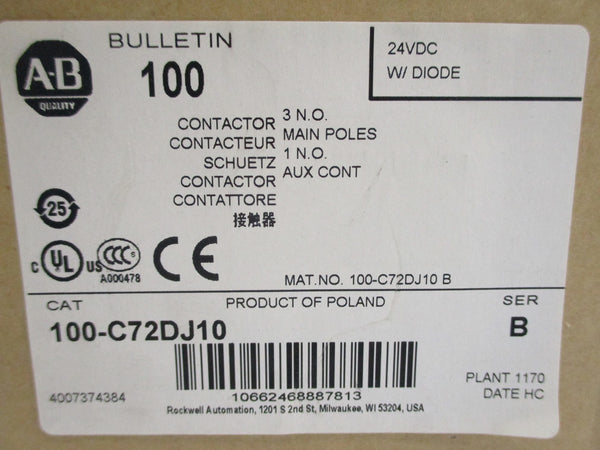 A-B
QUALITY
BULLETIN
100
24VDC
W/ DIODE
CONTACTOR
CONTACTEUR
SCHUETZ
CONTACTOR
CONTATTORE
接触器
3 N.O.
MAIN POLES
1 N.O.
AUX CONT
25
C UL US
CCC S
A000478
CE
MAT.NO. 100-C72DJ10 B
CAT
PRODUCT OF POLAND
SER
100-C72DJ10
B
4007374384
10662468887813
PLANT 1170
DATE HC
Rockwell Automation, 1201 S 2nd St, Milwaukee, WI 53204, USA